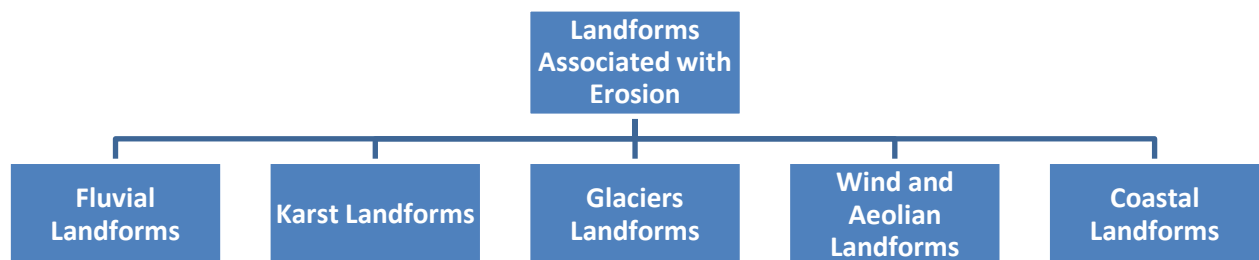 Landforms
Associated with
Erosion
Fluvial
Landforms
Karst Landforms
Glaciers
Landforms
Wind and
Aeolian
Landforms
Coastal
Landforms